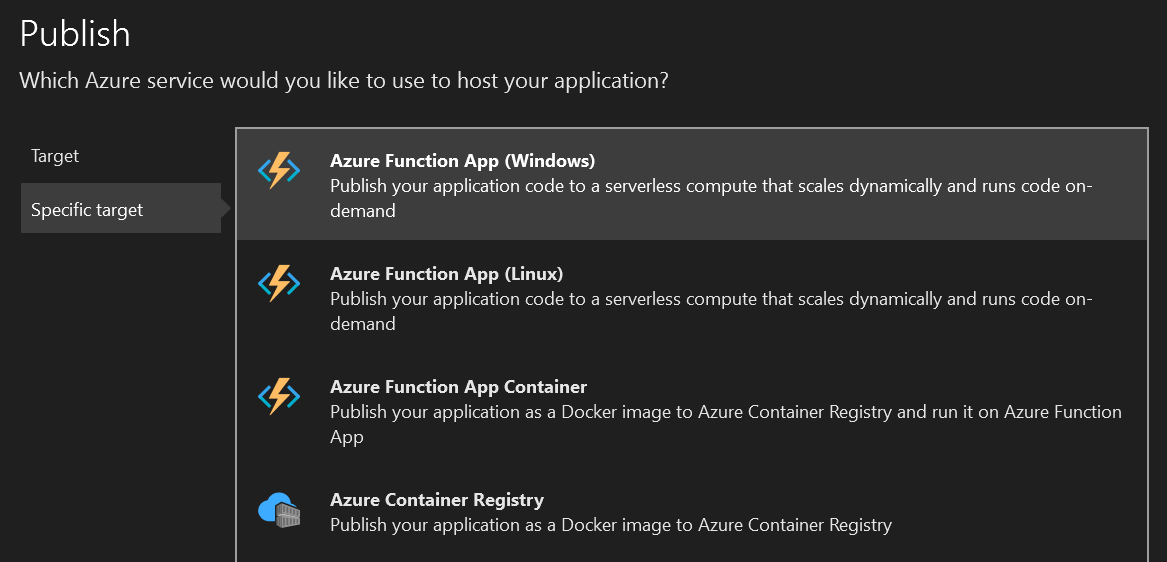 Publish
Which Azure service would you like to use to host your application?
Target
Specific target
Azure Function App (Windows)
Publish your application code to a serverless compute that scales dynamically and runs code on-
demand
Azure Function App (Linux)
Publish your application code to a serverless compute that scales dynamically and runs code on-
demand
Azure Function App Container
Publish your application as a Docker image to Azure Container Registry and run it on Azure Function
App
Azure Container Registry
Publish your application as a Docker image to Azure Container Registry